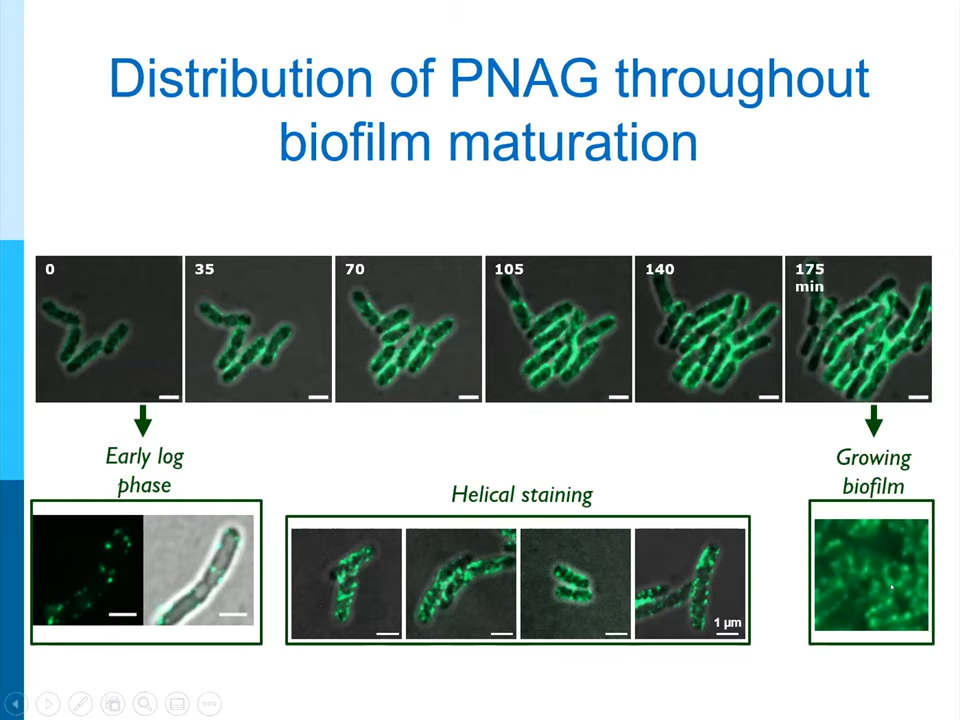 Distribution of PNAG throughout
biofilm maturation
0
35
70
105
140
175
min
Early log
phase
Helical staining
Growing
biofilm
1 µm